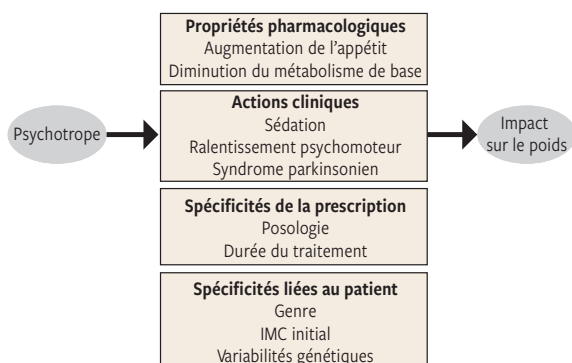 Propriétés pharmacologiques
Augmentation de l'appétit
Diminution du métabolisme de base
Psychotrope
Actions cliniques
Sédation
Ralentissement psychomoteur
Syndrome parkinsonien
Impact
sur le poids
Spécificités de la prescription
Posologie
Durée du traitement
Spécificités liées au patient
Genre
IMC initial
Variabilités génétiques